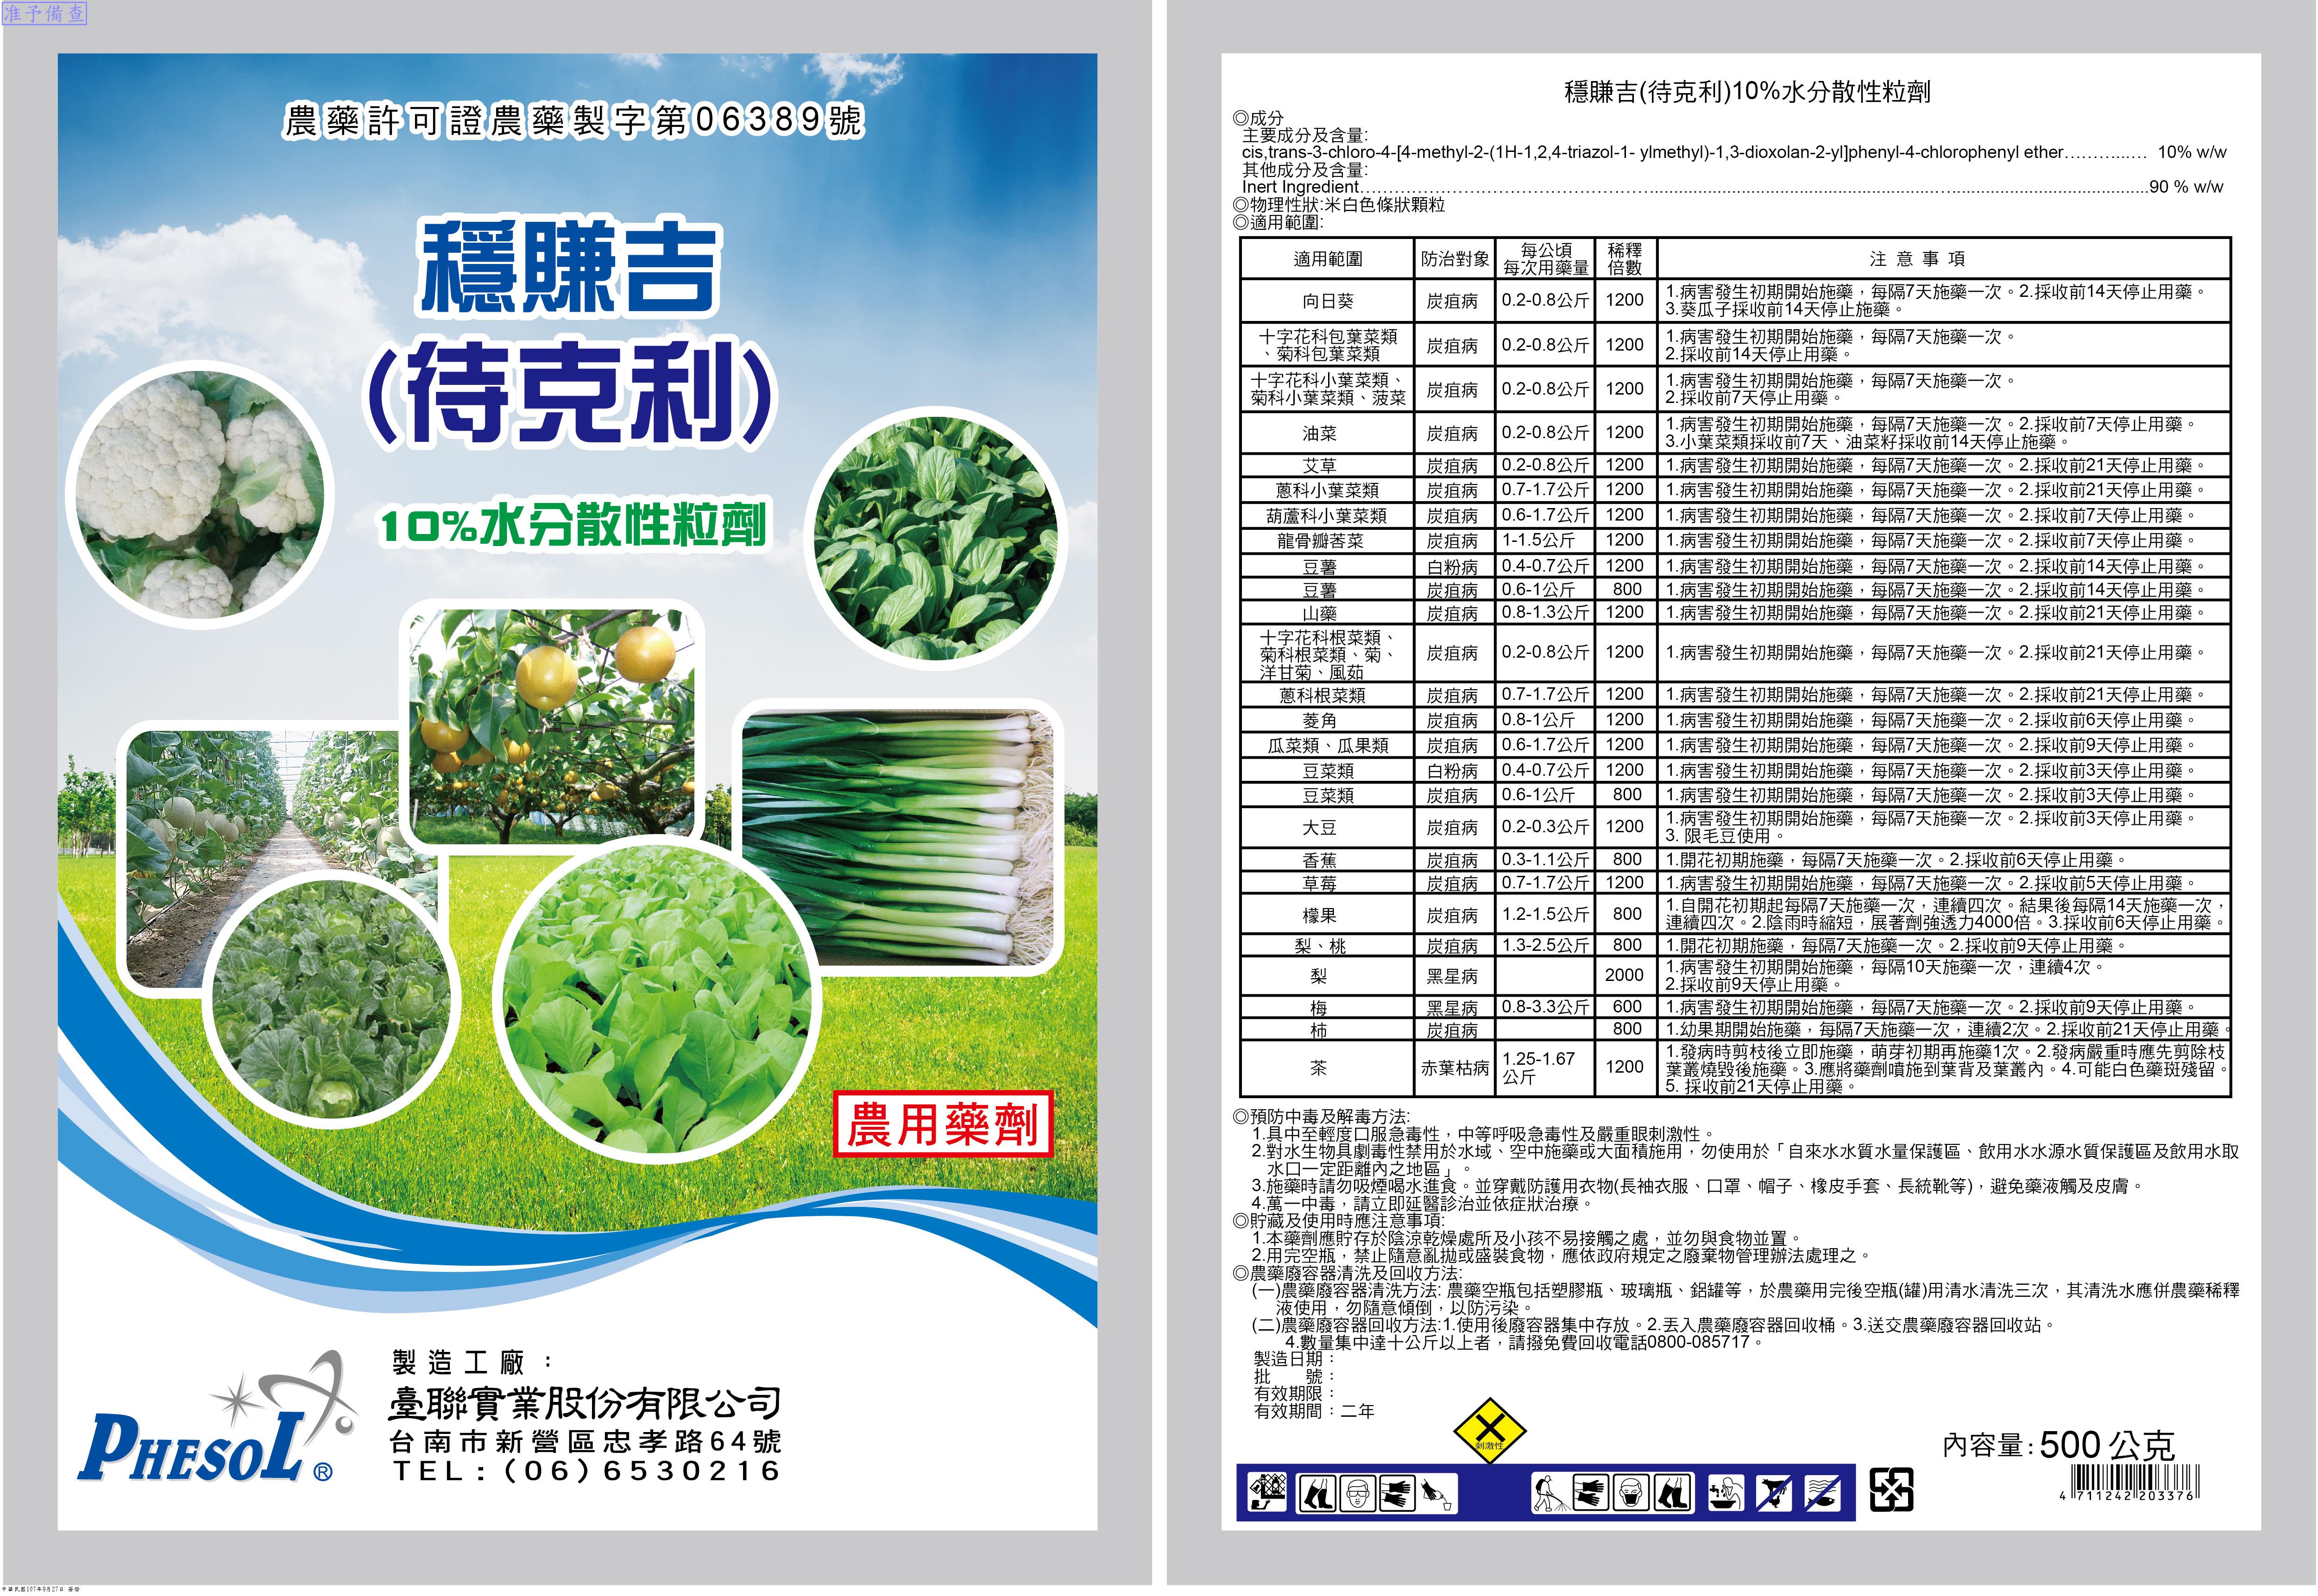 准予備查
農藥許可證農藥製字第06389號
穩賺吉
(待克利)
10%水分散性粒劑
農用藥劑
PHESOL®
製造工廠：
臺聯實業股份有限公司
台南市新營區忠孝路64號
TEL：(06)6530216
中華民國107年9月27日 簽發
穩賺吉(待克利)10%水分散性粒劑
◎成分
主要成分及含量:
cis,trans-3-chloro-4-[4-methyl-2-(1H-1,2,4-triazol-1- ylmethyl)-1,3-dioxolan-2-yl]phenyl-4-chlorophenyl ether………..… 10% w/w
其他成分及含量:
Inert Ingredient……………………………………………...90 % w/w
◎物理性狀:米白色條狀顆粒
◎適用範圍:
適用範圍 防治對象 每公頃每次用藥量 稀釋倍數 注意事項
向日葵 炭疽病 0.2-0.8公斤 1200 1.病害發生初期開始施藥，每隔7天施藥一次。2.採收前14天停止用藥。
3.葵瓜子採收前14天停止施藥。
十字花科包葉菜類
、菊科包葉菜類 炭疽病 0.2-0.8公斤 1200 1.病害發生初期開始施藥，每隔7天施藥一次。
2.採收前14天停止用藥。
十字花科小葉菜類、
菊科小葉菜類、菠菜 炭疽病 0.2-0.8公斤 1200 1.病害發生初期開始施藥，每隔7天施藥一次。
2.採收前7天停止用藥。
油菜 炭疽病 0.2-0.8公斤 1200 1.病害發生初期開始施藥，每隔7天施藥一次。2.採收前7天停止用藥。
3.小葉菜類採收前7天、油菜籽採收前14天停止施藥。
艾草 炭疽病 0.2-0.8公斤 1200 1.病害發生初期開始施藥，每隔7天施藥一次。2.採收前21天停止用藥。
蔥科小葉菜類 炭疽病 0.7-1.7公斤 1200 1.病害發生初期開始施藥，每隔7天施藥一次。2.採收前21天停止用藥。
葫蘆科小葉菜類 炭疽病 0.6-1.7公斤 1200 1.病害發生初期開始施藥，每隔7天施藥一次。2.採收前7天停止用藥。
龍骨瓣莕菜 炭疽病 1-1.5公斤 1200 1.病害發生初期開始施藥，每隔7天施藥一次。2.採收前7天停止用藥。
豆薯 白粉病 0.4-0.7公斤 1200 1.病害發生初期開始施藥，每隔7天施藥一次。2.採收前14天停止用藥。
豆薯 炭疽病 0.6-1公斤 800 1.病害發生初期開始施藥，每隔7天施藥一次。2.採收前14天停止用藥。
山藥 炭疽病 0.8-1.3公斤 1200 1.病害發生初期開始施藥，每隔7天施藥一次。2.採收前21天停止用藥。
十字花科根菜類、
菊科根菜類、菊、
洋甘菊、風茹 炭疽病 0.2-0.8公斤 1200 1.病害發生初期開始施藥，每隔7天施藥一次。2.採收前21天停止用藥。
蔥科根菜類 炭疽病 0.7-1.7公斤 1200 1.病害發生初期開始施藥，每隔7天施藥一次。2.採收前21天停止用藥。
菱角 炭疽病 0.8-1公斤 1200 1.病害發生初期開始施藥，每隔7天施藥一次。2.採收前6天停止用藥。
瓜菜類、瓜果類 炭疽病 0.6-1.7公斤 1200 1.病害發生初期開始施藥，每隔7天施藥一次。2.採收前9天停止用藥。
豆菜類 白粉病 0.4-0.7公斤 1200 1.病害發生初期開始施藥，每隔7天施藥一次。2.採收前3天停止用藥。
豆菜類 炭疽病 0.6-1公斤 800 1.病害發生初期開始施藥，每隔7天施藥一次。2.採收前3天停止用藥。
大豆 炭疽病 0.2-0.3公斤 1200 1.病害發生初期開始施藥，每隔7天施藥一次。2.採收前3天停止用藥。
3. 限毛豆使用。
香蕉 炭疽病 0.3-1.1公斤 800 1.開花初期施藥，每隔7天施藥一次。2.採收前6天停止用藥。
草莓 炭疽病 0.7-1.7公斤 1200 1.病害發生初期開始施藥，每隔7天施藥一次。2.採收前5天停止用藥。
檬果 炭疽病 1.2-1.5公斤 800 1.自開花初期起每隔7天施藥一次，連續四次。結果後每隔14天施藥一次，
連續四次。2.陰雨時縮短，展著劑強透力4000倍。3.採收前6天停止用藥。
梨、桃 炭疽病 1.3-2.5公斤 800 1.開花初期施藥，每隔7天施藥一次。2.採收前9天停止用藥。
梨 黑星病 2000 1.病害發生初期開始施藥，每隔10天施藥一次，連續4次。
2.採收前9天停止用藥。
梅 黑星病 0.8-3.3公斤 600 1.病害發生初期開始施藥，每隔7天施藥一次。2.採收前9天停止用藥。
柿 炭疽病 800 1.幼果期開始施藥，每隔7天施藥一次，連續2次。2.採收前21天停止用藥。
茶 赤葉枯病 1.25-1.67公斤 1200 1.發病時剪枝後立即施藥，萌芽初期再施藥1次。2.發病嚴重時應先剪除枝
葉叢燒毀後施藥。3.應將藥劑噴施到葉背及葉叢內。4.可能白色藥斑殘留。
5. 採收前21天停止用藥。
◎預防中毒及解毒方法:
1.具中至輕度口服急毒性，中等呼吸急毒性及嚴重眼刺激性。
2.對水生物具劇毒性禁用於水域、空中施藥或大面積施用，勿使用於「自來水水質水量保護區、飲用水水源水質保護區及飲用水取
水口一定距離內之地區」。
3.施藥時請勿吸煙喝水進食。並穿戴防護用衣物(長袖衣服、口罩、帽子、橡皮手套、長統靴等)，避免藥液觸及皮膚。
4.萬一中毒，請立即延醫診治並依症狀治療。
◎貯藏及使用時應注意事項:
1.本藥劑應貯存於陰涼乾燥處所及小孩不易接觸之處，並勿與食物並置。
2.用完空瓶，禁止隨意亂拋或盛裝食物，應依政府規定之廢棄物管理辦法處理之。
◎農藥廢容器清洗及回收方法:
(一)農藥廢容器清洗方法: 農藥空瓶包括塑膠瓶、玻璃瓶、鋁罐等，於農藥用完後空瓶(罐)用清水清洗三次，其清洗水應併農藥稀釋
液使用，勿隨意傾倒，以防污染。
(二)農藥廢容器回收方法:1.使用後廢容器集中存放。2.丟入農藥廢容器回收桶。3.送交農藥廢容器回收站。
4.數量集中達十公斤以上者，請撥免費回收電話0800-085717。
製造日期：
批　　號：
有效期限：
有效期間：二年
刺激性
內容量：500公克
4 711242 203376